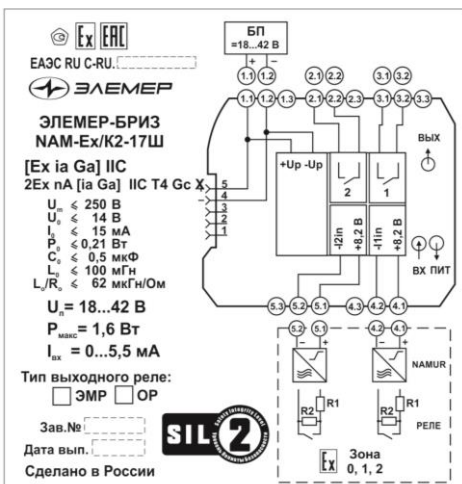 Ex EAC
ЕАЭС RU C-RU.
ЭЛЕМЕР
ЭЛЕМЕР-БРИЗ
NAM-Ex/K2-17Ш
[Ex ia Ga] IIC
2Ex nA [ia Ga] IIC T4 Gc X
Uₘ ⩽ 250 В
U₀ ⩽ 14 В
I₀ ⩽ 15 мА
P₀ ⩽ 0,21 Вт
C₀ ⩽ 0,5 мкФ
L₀ ⩽ 100 мГн
L₀/R₀ ⩽ 62 мкГн/Ом
Uп = 18...42 В
Pмакс = 1,6 Вт
Iвх = 0...5,5 мА
Тип выходного реле:
ЭМР ОР
Зав.№
Дата вып.
Сделано в России
SIL 2
БП
=18...42 В
+ −
1.1 1.2 2.1 2.2 3.1 3.2
1.1 1.2 1.3 2.1 2.2 2.3 3.1 3.2 3.3
+Up -Up
2 1
ВЫХ
+ 5
− 4
3
2
1
-I2in +8,2 В -I1in +8,2 В
ВХ ПИТ
5.3 5.2 5.1 4.3 4.2 4.1
5.2 5.1 4.2 4.1
− + − +
NAMUR
R2 R1 R2 R1
РЕЛЕ
Ex Зона
0, 1, 2